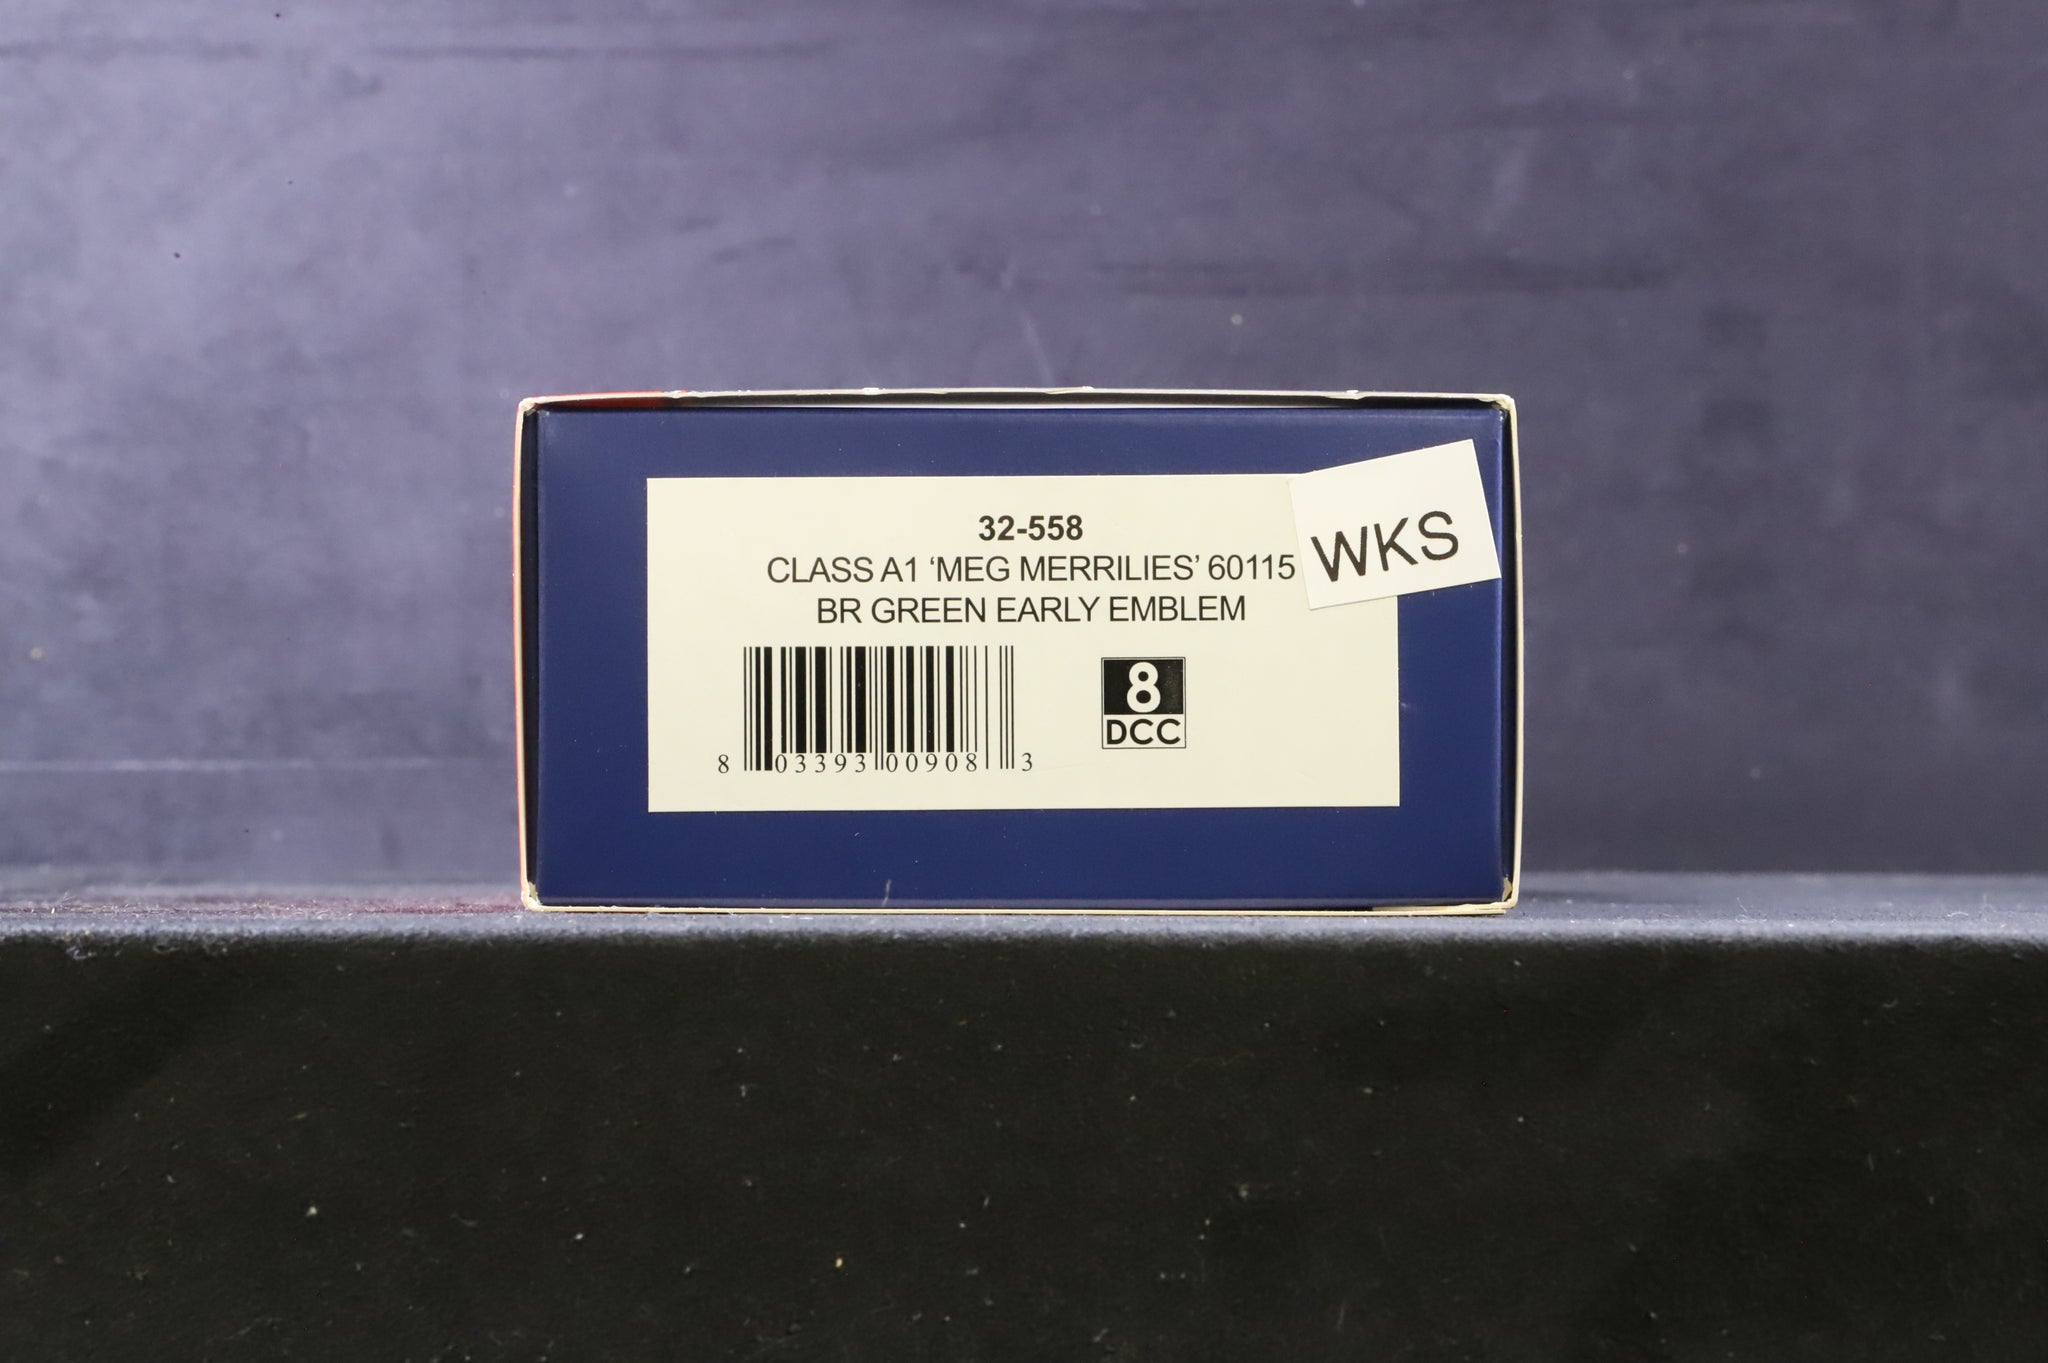 32-558
CLASS A1 ‘MEG MERRILIES’ 60115
BR GREEN EARLY EMBLEM
WKS
8 03393 00908 3
8
DCC